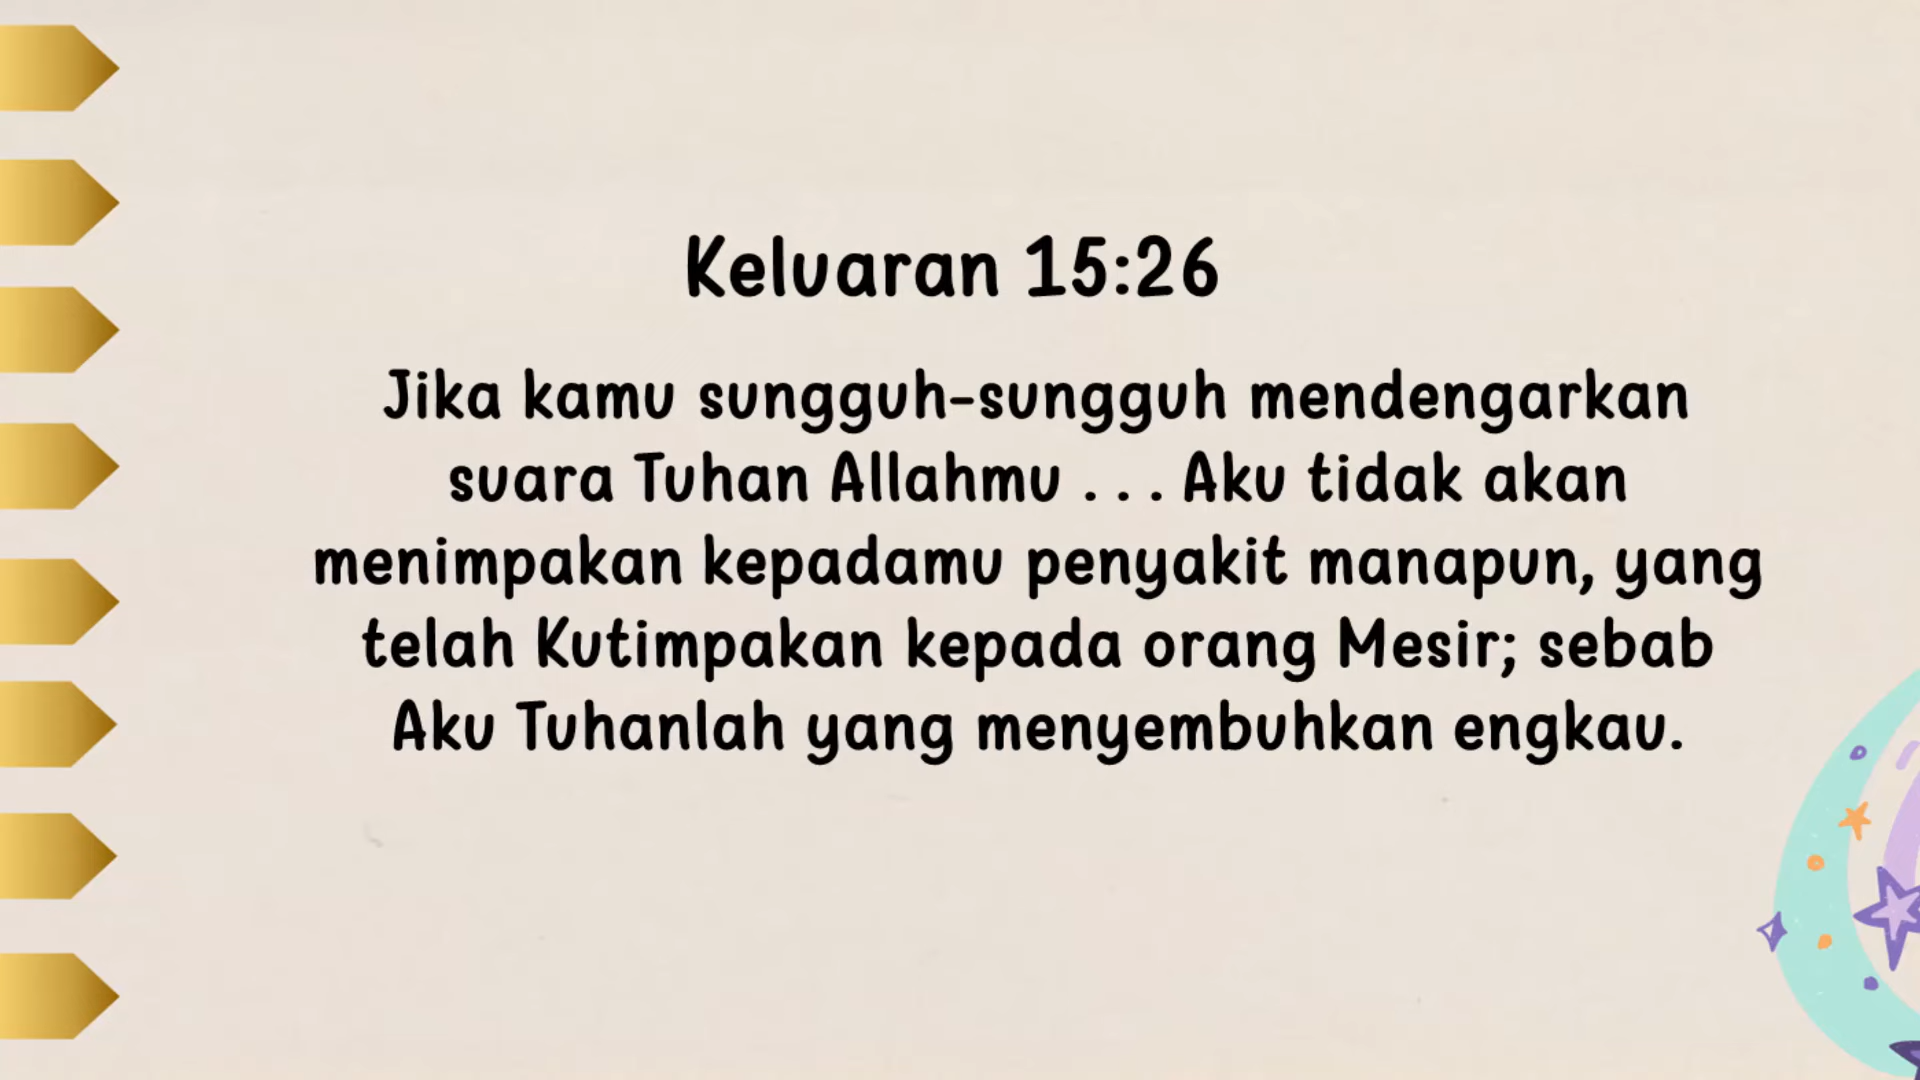 Keluaran 15:26
Jika kamu sungguh-sungguh mendengarkan
suara Tuhan Allahmu . . . Aku tidak akan
menimpakan kepadamu penyakit manapun, yang
telah Kutimpakan kepada orang Mesir; sebab
Aku Tuhanlah yang menyembuhkan engkau.